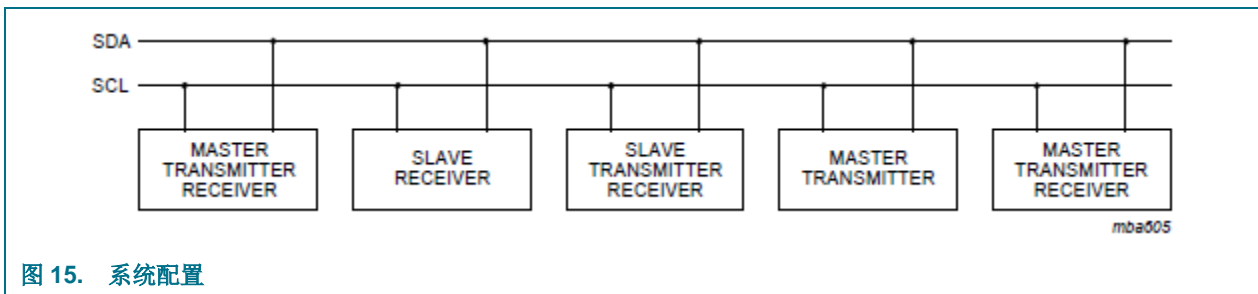 SDA
SCL
MASTER
TRANSMITTER
RECEIVER
SLAVE
RECEIVER
SLAVE
TRANSMITTER
RECEIVER
MASTER
TRANSMITTER
MASTER
TRANSMITTER
RECEIVER
mba605
图 15. 系统配置